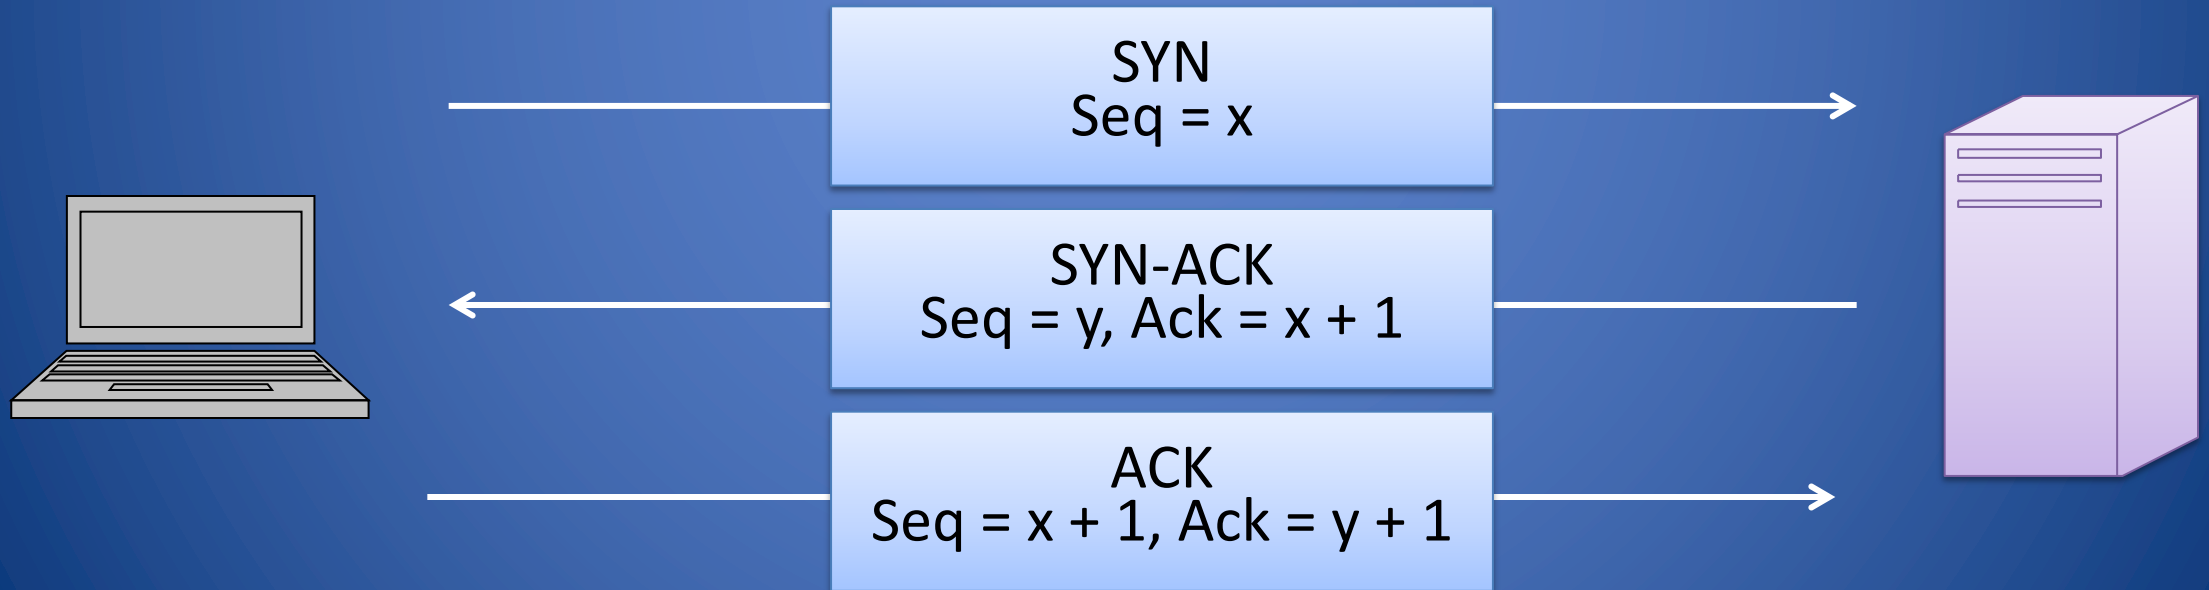 SYN
Seq = x
SYN-ACK
Seq = y, Ack = x + 1
ACK
Seq = x + 1, Ack = y + 1